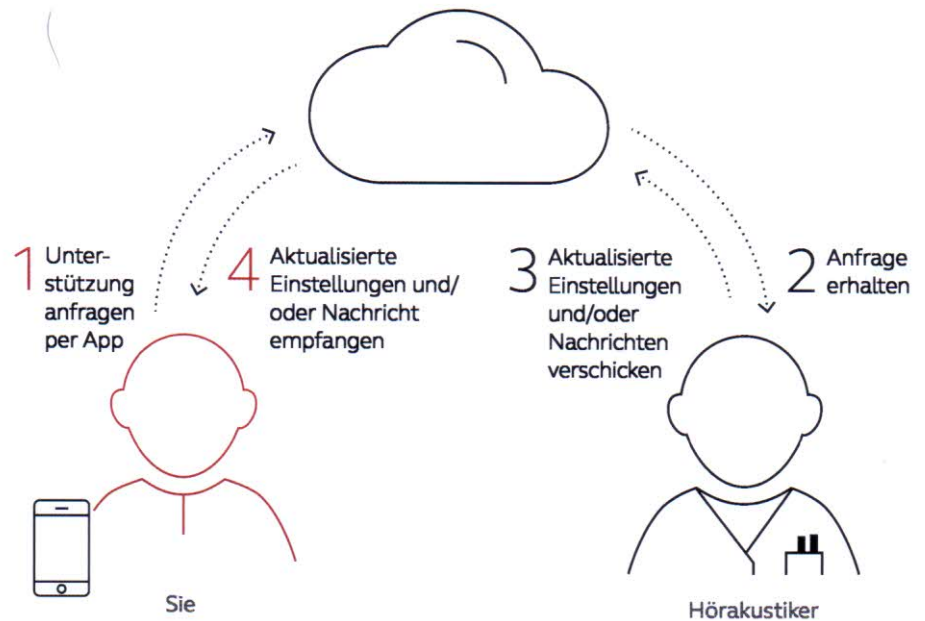 1 Unter-
stützung
anfragen
per App
4 Aktualisierte
Einstellungen und/
oder Nachricht
empfangen
3 Aktualisierte
Einstellungen
und/oder
Nachrichten
verschicken
2 Anfrage
erhalten
Sie
Hörakustiker